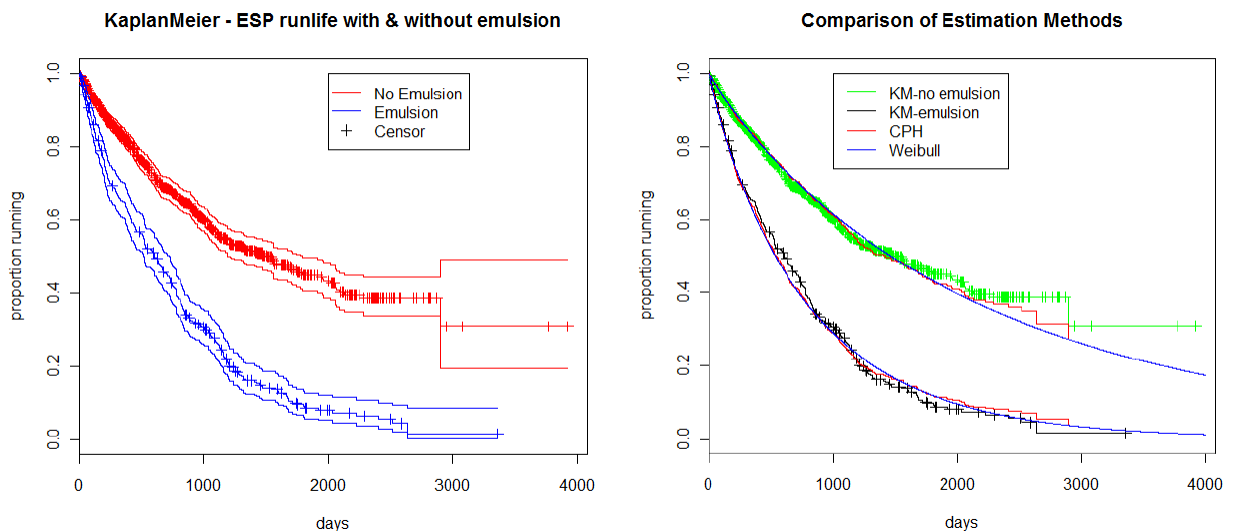 KaplanMeier - ESP runlife with & without emulsion
proportion running
1.0
0.8
0.6
0.4
0.2
0.0
No Emulsion
Emulsion
Censor
0 1000 2000 3000 4000
days
Comparison of Estimation Methods
proportion running
1.0
0.8
0.6
0.4
0.2
0.0
KM-no emulsion
KM-emulsion
CPH
Weibull
0 1000 2000 3000 4000
days